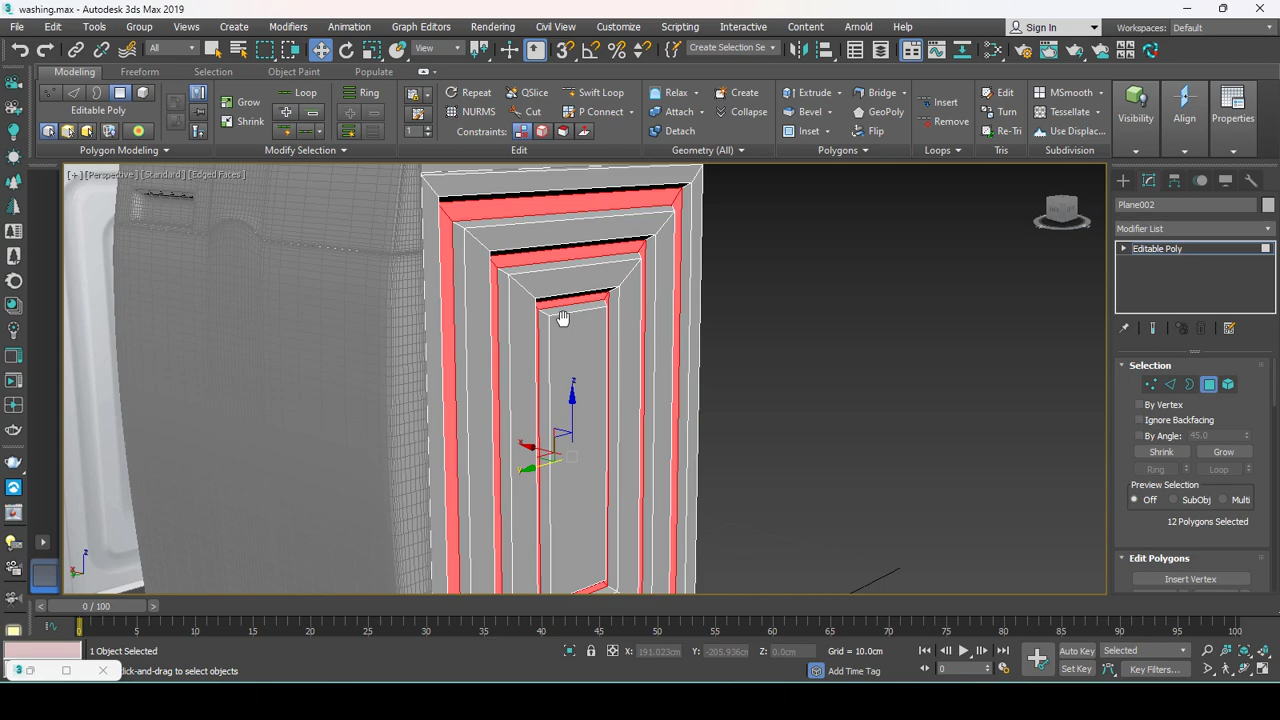 washing.max - Autodesk 3ds Max 2019
File Edit Tools Group Views Create Modifiers Animation Graph Editors Rendering Civil View Customize Scripting Interactive Content Arnold Help Sign In Workspaces: Default
All View Create Selection Se
Modeling Freeform Selection Object Paint Populate
Loop Ring Repeat QSlice Swift Loop Relax Create Extrude Bridge Edit MSmooth
Editable Poly Grow NURMS Cut P Connect Attach Collapse Bevel GeoPoly Insert Turn Tessellate
Shrink 1 Constraints: Detach Inset Flip Remove Re-Tri Use Displac...
Visibility Align Properties
Polygon Modeling Modify Selection Edit Geometry (All) Polygons Loops Tris Subdivision
[+] [Perspective] [Standard] [Edged Faces]
Plane002
Modifier List
Editable Poly
Selection
By Vertex
Ignore Backfacing
By Angle: 45.0
Shrink Grow
Ring Loop
Preview Selection
Off SubObj Multi
12 Polygons Selected
Edit Polygons
Insert Vertex
z
x
y
z
x
< 0 / 100 >
0 5 10 15 20 25 30 35 40 45 50 55 60 65 70 75 80 85 90 95 100
1 Object Selected X: 191.023cm Y: -205.936cm Z: 0.0cm Grid = 10.0cm Auto Key Selected
lick-and-drag to select objects Add Time Tag 0 Set Key Key Filters...
3